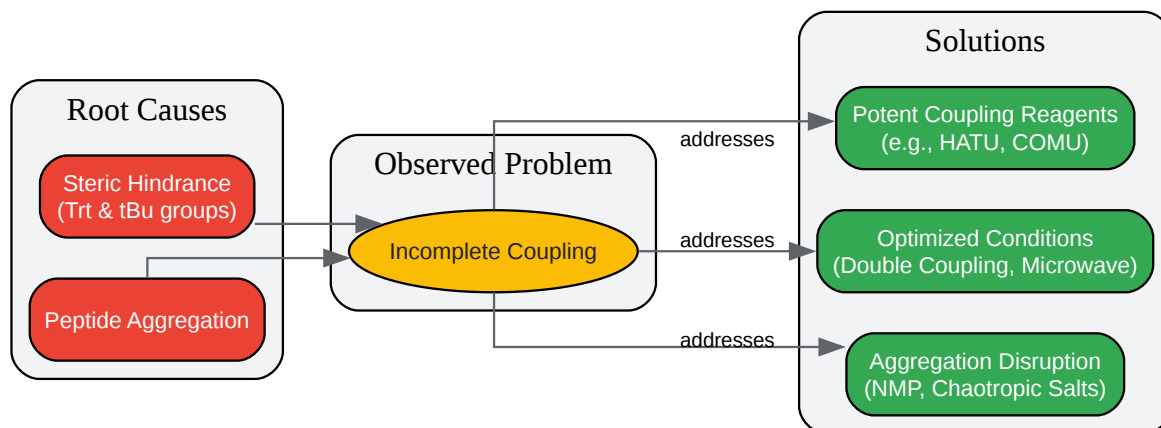 Root Causes
Steric Hindrance
(Trt & tBu groups)
Peptide Aggregation
Observed Problem
Incomplete Coupling
addresses
addresses
addresses
Solutions
Potent Coupling Reagents
(e.g., HATU, COMU)
Optimized Conditions
(Double Coupling, Microwave)
Aggregation Disruption
(NMP, Chaotropic Salts)